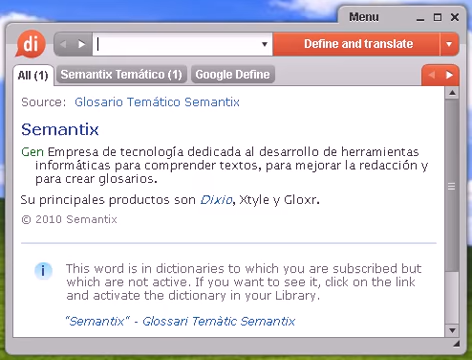 Menu
di
Define and translate
All (1) Semantix Temático (1) Google Define
Source: Glosario Temático Semantix
Semantix
Gen Empresa de tecnología dedicada al desarrollo de herramientas
informáticas para comprender textos, para mejorar la redacción y
para crear glosarios.
Su principales productos son Dixio, Xtyle y Gloxr.
© 2010 Semantix
i
This word is in dictionaries to which you are subscribed but
which are not active. If you want to see it, click on the link
and activate the dictionary in your Library.
"Semantix" - Glossari Temàtic Semantix